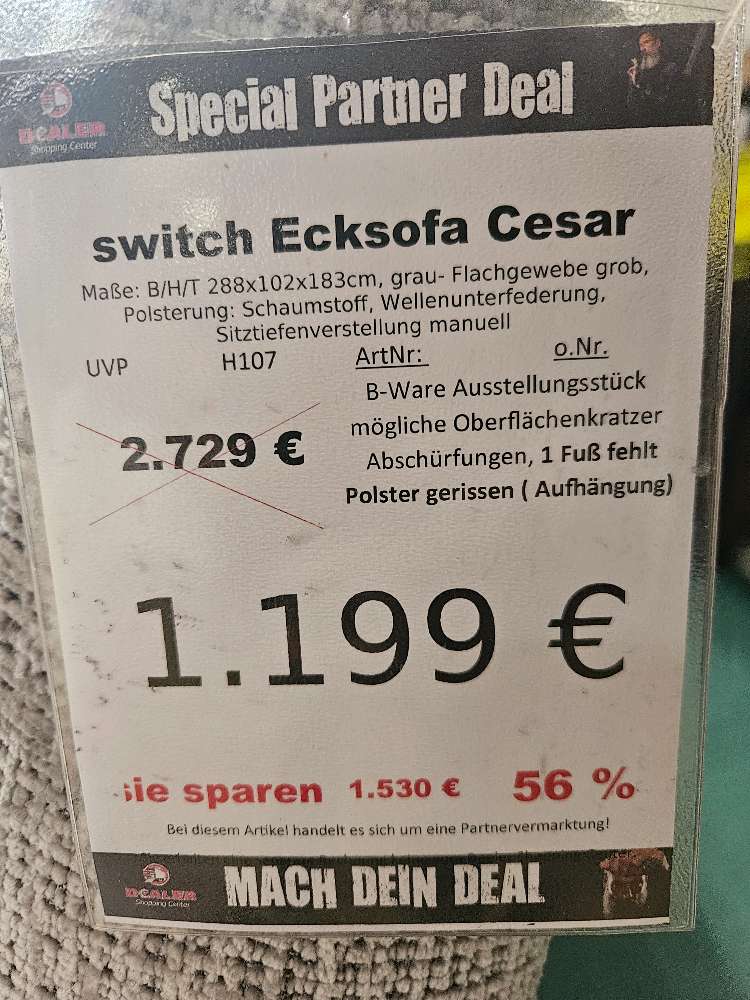 DEALER
Shopping Center
Special Partner Deal
switch Ecksofa Cesar
Maße: B/H/T 288x102x183cm, grau- Flachgewebe grob,
Polsterung: Schaumstoff, Wellenunterfederung,
Sitztiefenverstellung manuell
UVP H107 ArtNr: o.Nr.
B-Ware Ausstellungsstück
2.729 €
mögliche Oberflächenkratzer
Abschürfungen, 1 Fuß fehlt
Polster gerissen ( Aufhängung)
1.199 €
sie sparen 1.530 € 56 %
Bei diesem Artikel handelt es sich um eine Partnervermarktung!
DEALER
Shopping Center
MACH DEIN DEAL